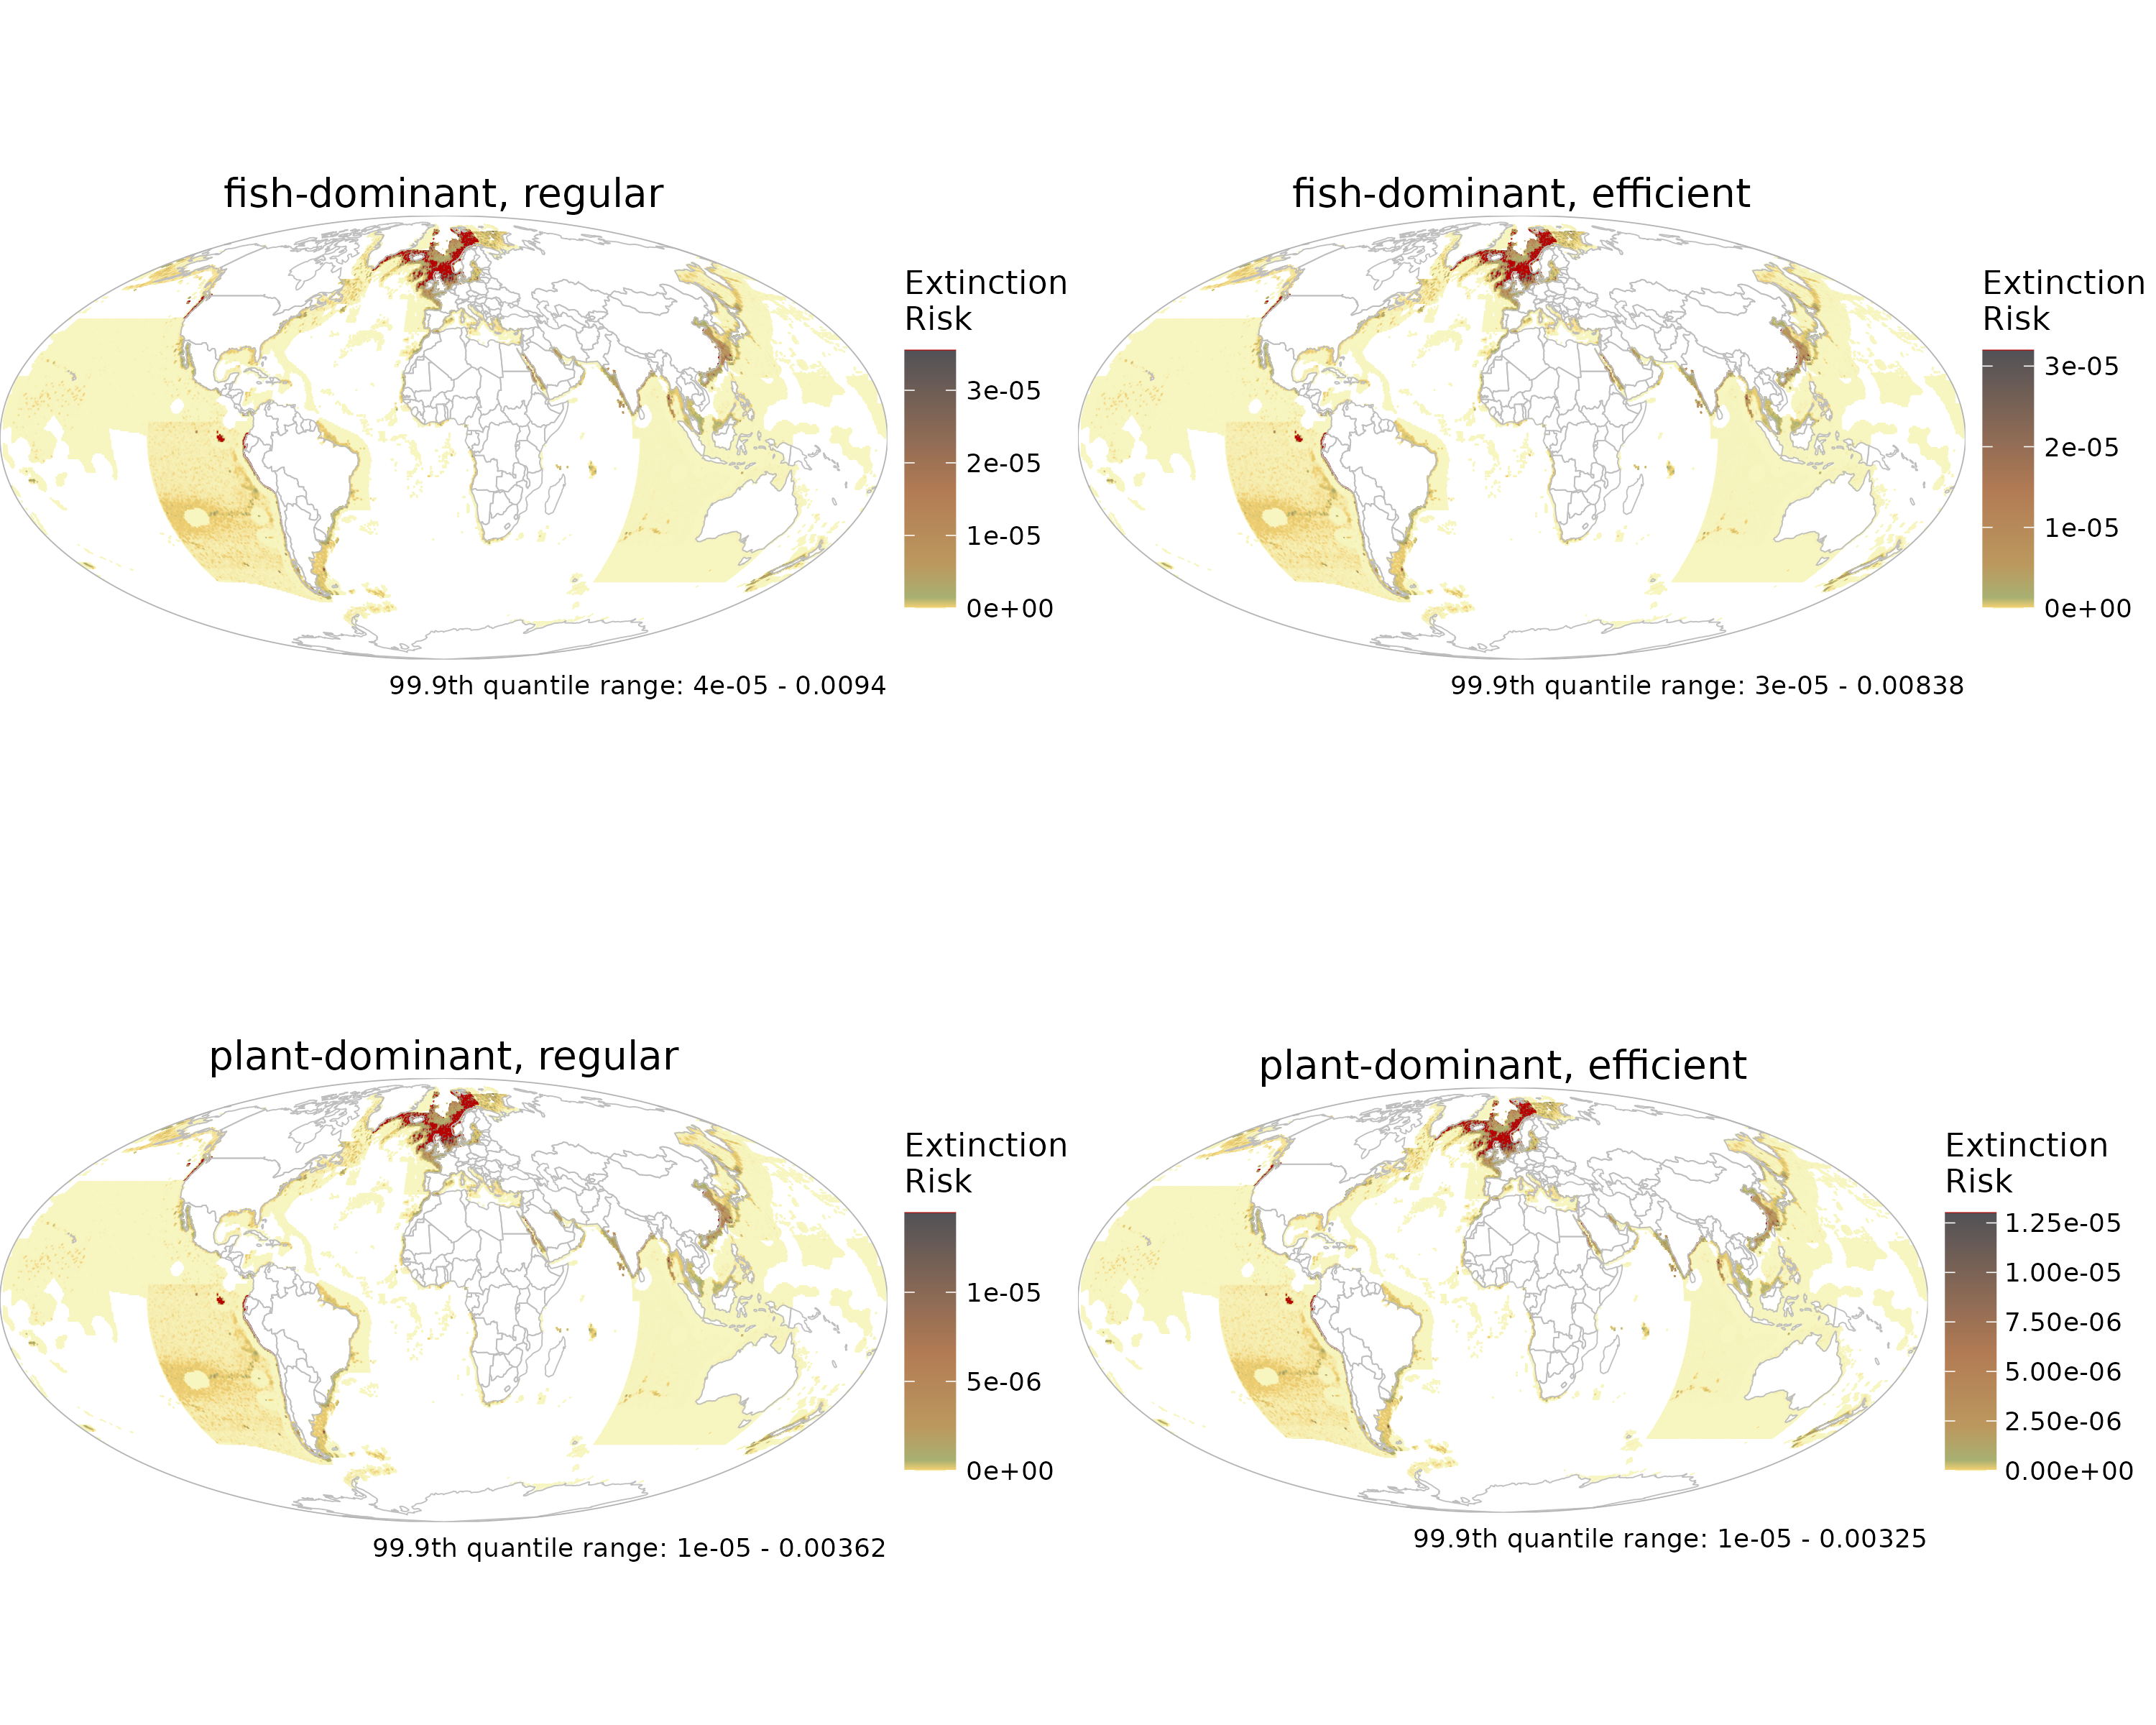 fish-dominant, regular
Extinction
Risk
3e-05
2e-05
1e-05
0e+00
99.9th quantile range: 4e-05 - 0.0094
fish-dominant, efficient
Extinction
Risk
3e-05
2e-05
1e-05
0e+00
99.9th quantile range: 3e-05 - 0.00838
plant-dominant, regular
Extinction
Risk
1e-05
5e-06
0e+00
99.9th quantile range: 1e-05 - 0.00362
plant-dominant, efficient
Extinction
Risk
1.25e-05
1.00e-05
7.50e-06
5.00e-06
2.50e-06
0.00e+00
99.9th quantile range: 1e-05 - 0.00325